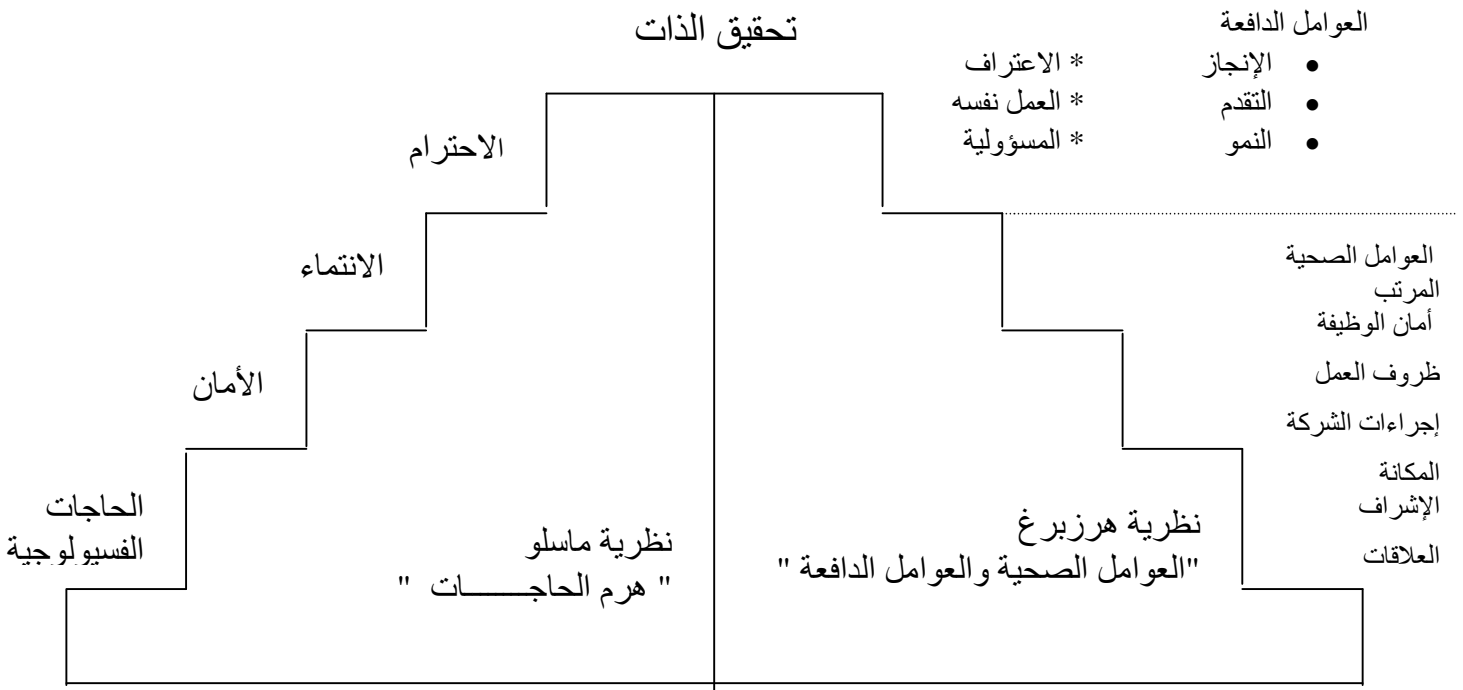 العوامل الدافعة
تحقيق الذات
• الإنجاز * الاعتراف
• التقدم * العمل نفسه
• النمو * المسؤولية
الاحترام
الانتماء
الأمان
الحاجات
الفسيولوجية
العوامل الصحية
المرتب
أمان الوظيفة
ظروف العمل
إجراءات الشركة
المكانة
الإشراف
العلاقات
نظرية هرزبرغ
"العوامل الصحية والعوامل الدافعة "
نظرية ماسلو
" هرم الحاجـــــــات "